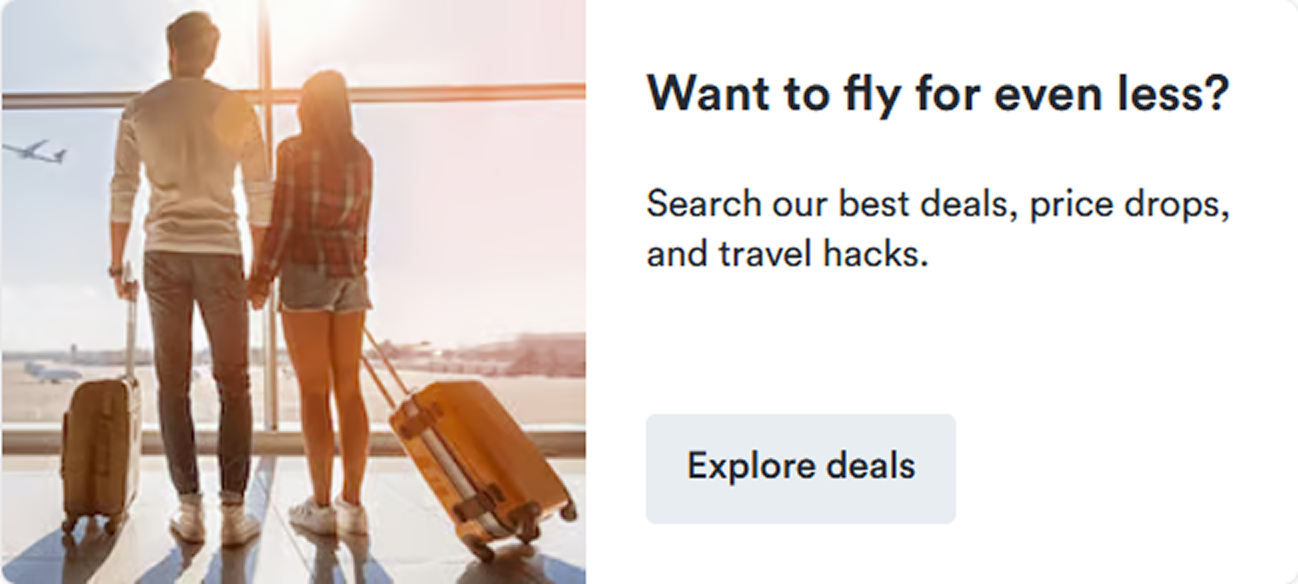 Want to fly for even less?
Search our best deals, price drops,
and travel hacks.
Explore deals